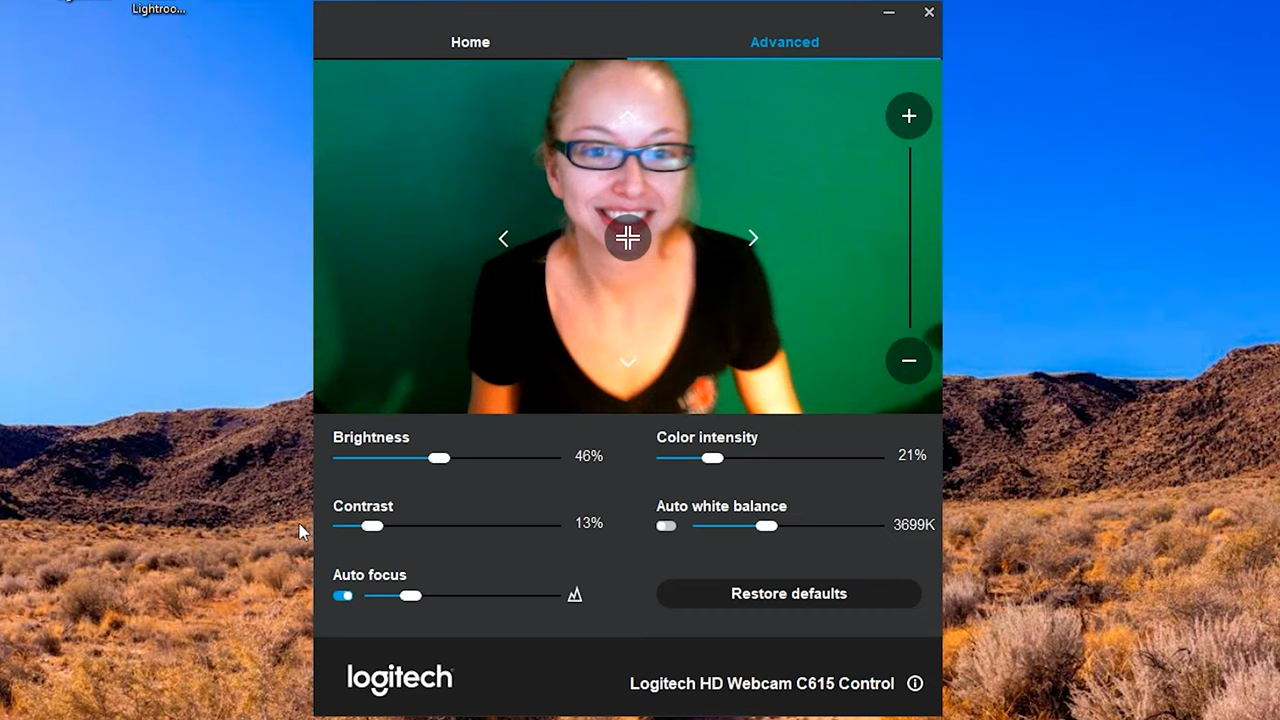 Lightroo...
Home
Advanced
Brightness
46%
Color intensity
21%
Contrast
13%
Auto white balance
3699K
Auto focus
Restore defaults
logitech
Logitech HD Webcam C615 Control